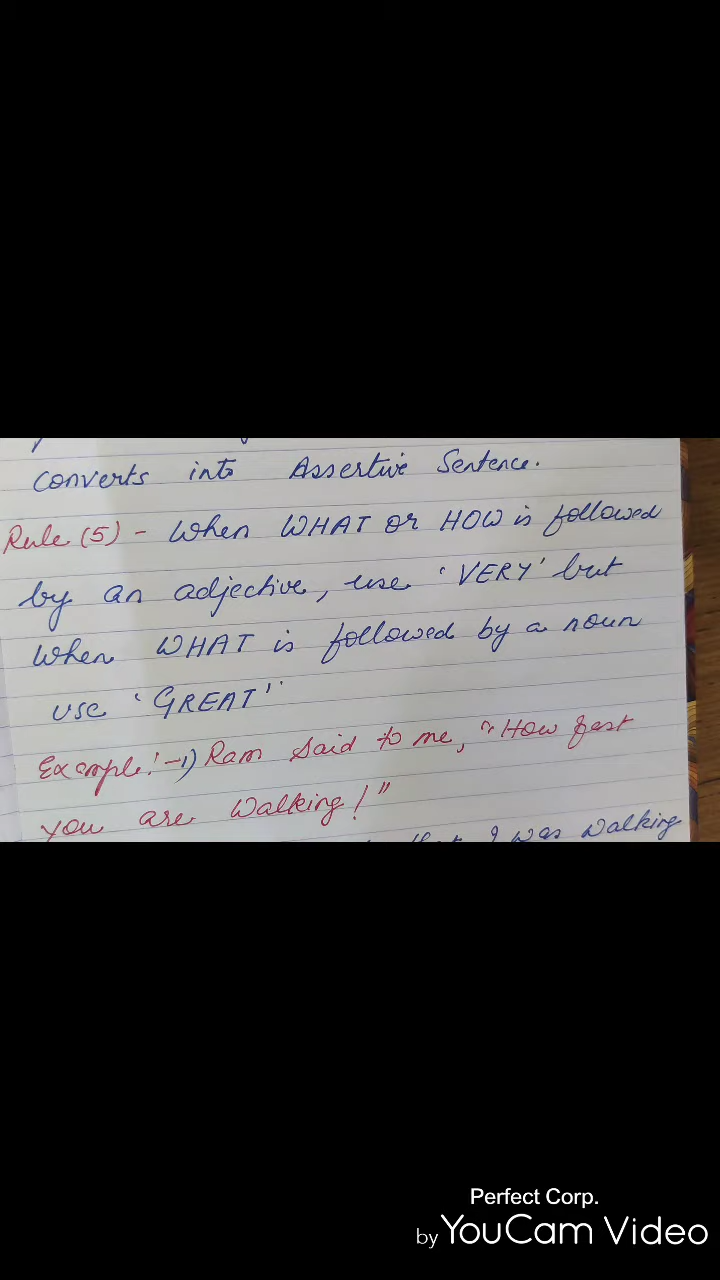 converts into Assertive Sentence.
Rule (5) - When WHAT or HOW is followed
by an adjective, use 'VERY' but
when WHAT is followed by a noun
use 'GREAT'
Example:-1) Ram said to me, "How fast
you are walking!"
I was walking
Perfect Corp.
by YouCam Video